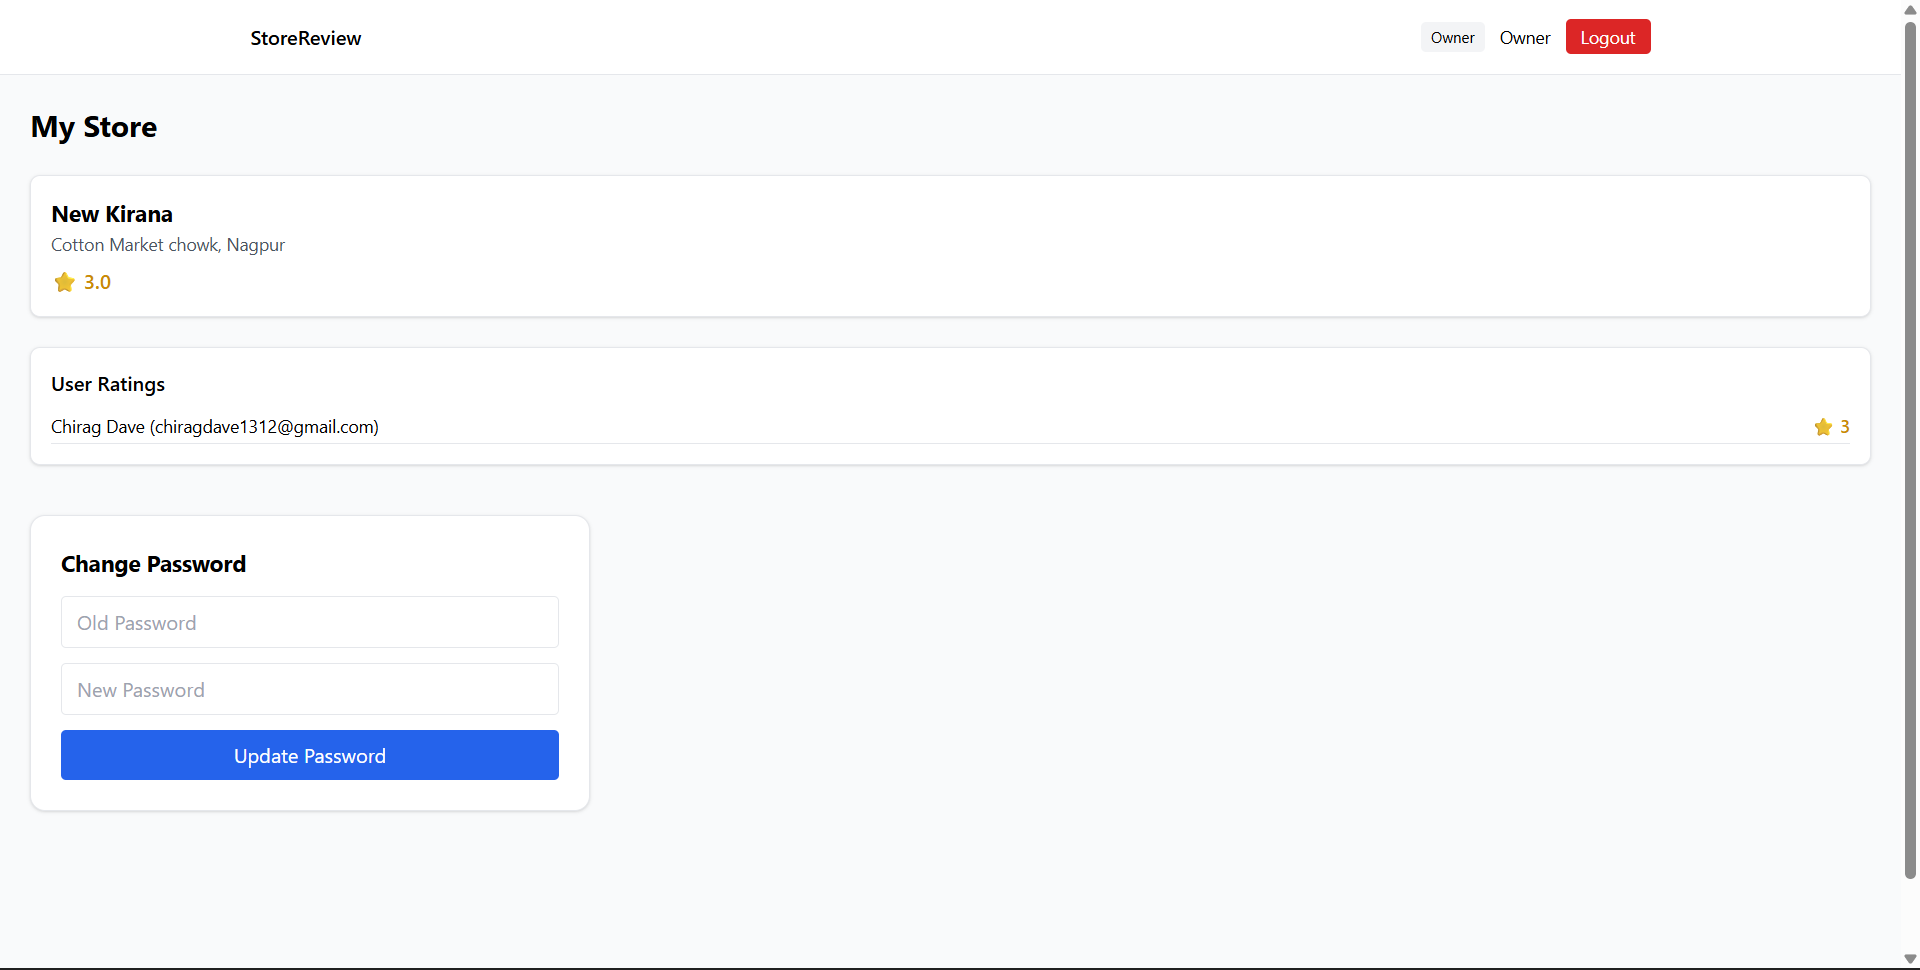 StoreReview
Owner Owner Logout
My Store
New Kirana
Cotton Market chowk, Nagpur
3.0
User Ratings
Chirag Dave (chiragdave1312@gmail.com) 3
Change Password
Old Password
New Password
Update Password